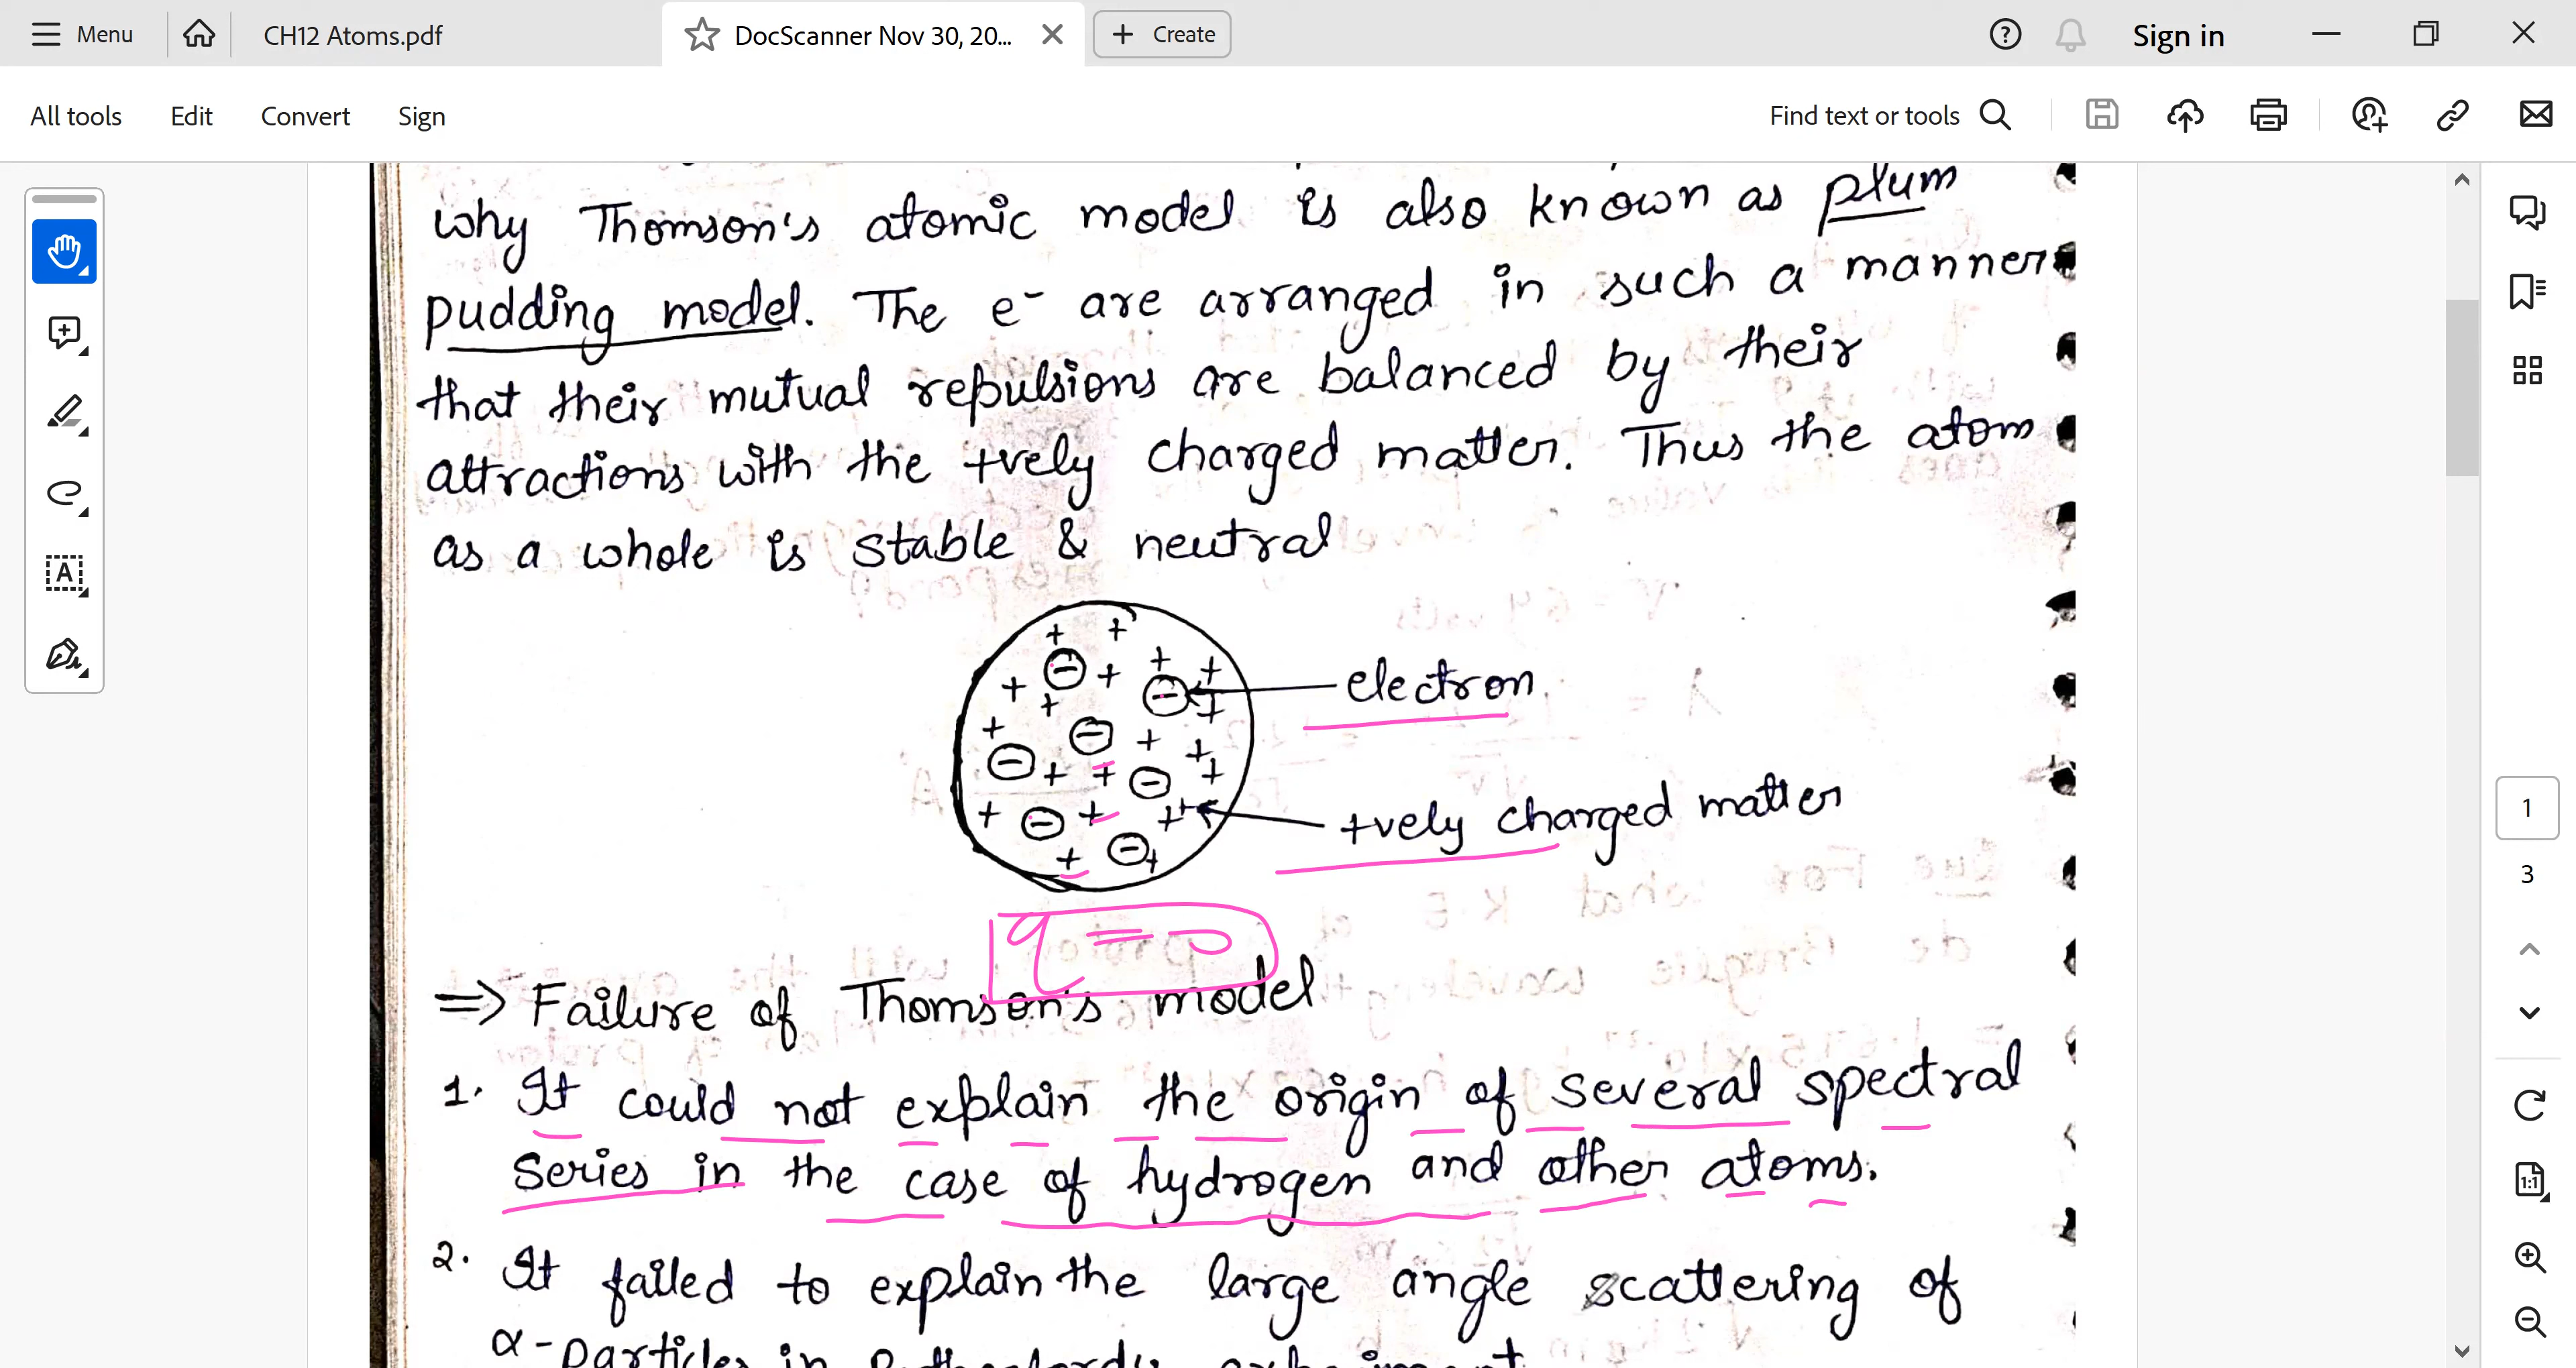 Menu
CH12 Atoms.pdf
DocScanner Nov 30, 20...
Create
Sign in
All tools
Edit
Convert
Sign
Find text or tools
why Thomson's atomic model is also known as plum
pudding model. The e⁻ are arranged in such a manner
that their mutual repulsions are balanced by their
attractions with the +vely charged matter. Thus the atom
as a whole is stable & neutral
electron
+vely charged matter
q = 0
⇒ Failure of Thomson's model
1. It could not explain the origin of several spectral
series in the case of hydrogen and other atoms.
2. It failed to explain the large angle scattering of
α-particles in
1
3